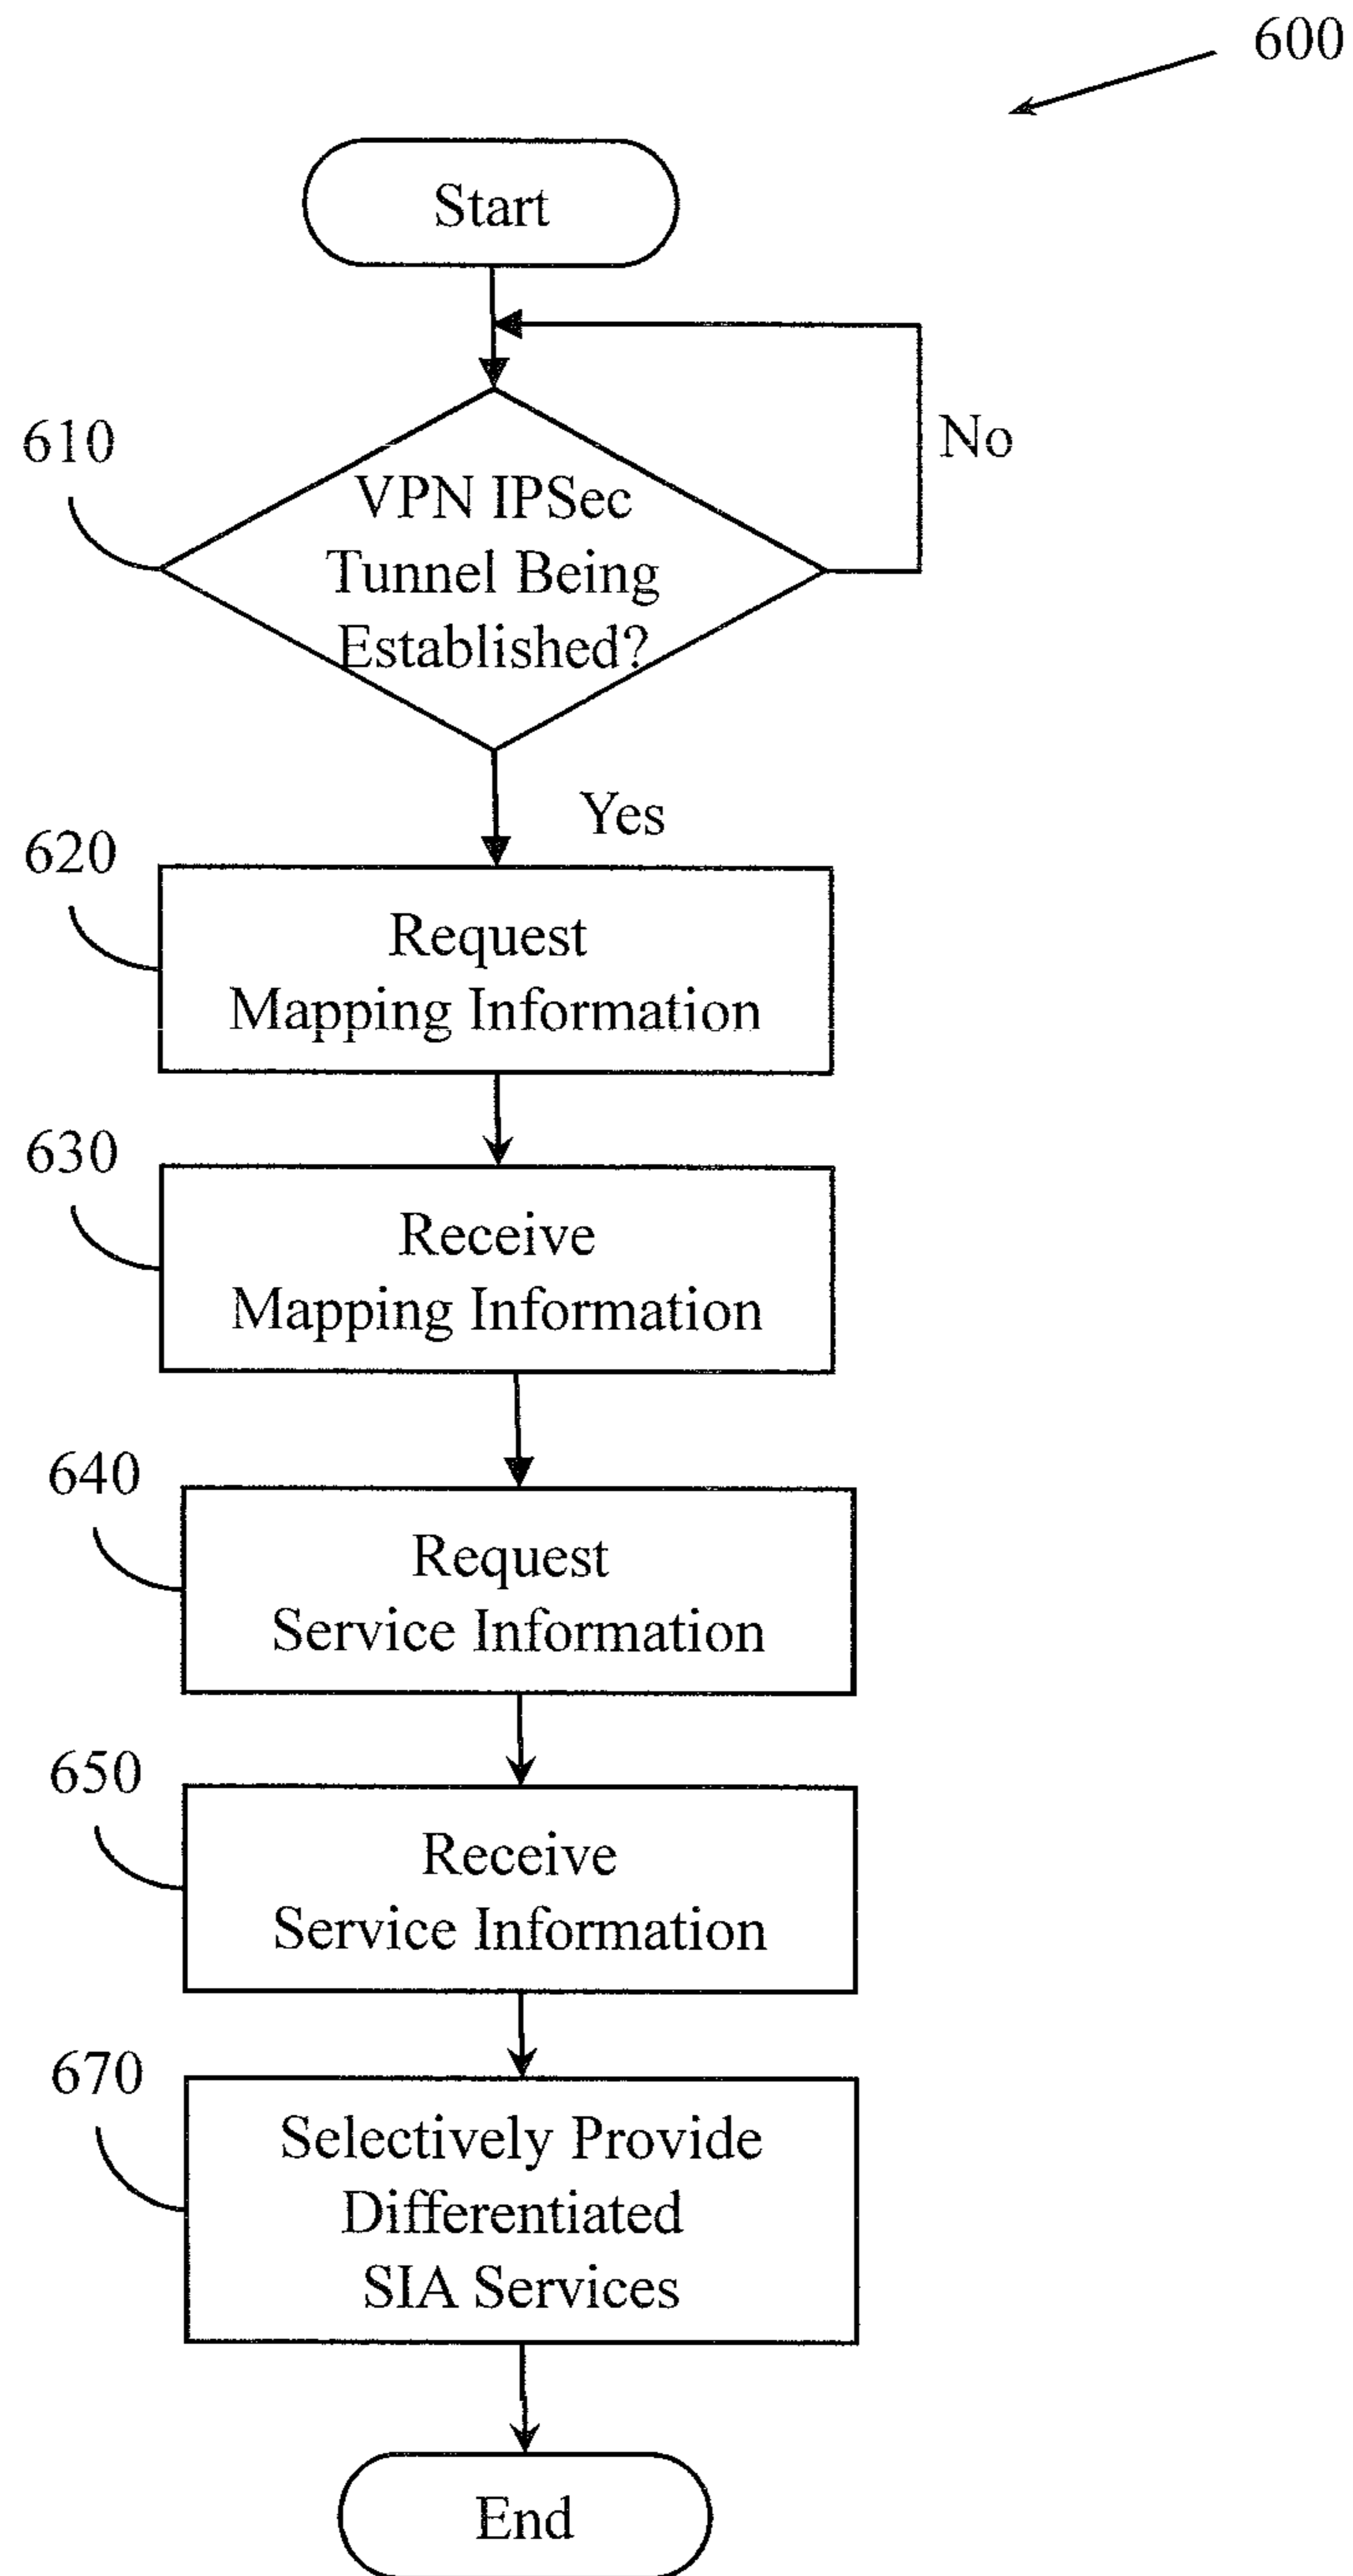 600
Start
610
No
VPN IPSec
Tunnel Being
Established?
Yes
620
Request
Mapping Information
630
Receive
Mapping Information
640
Request
Service Information
650
Receive
Service Information
670
Selectively Provide
Differentiated
SIA Services
End